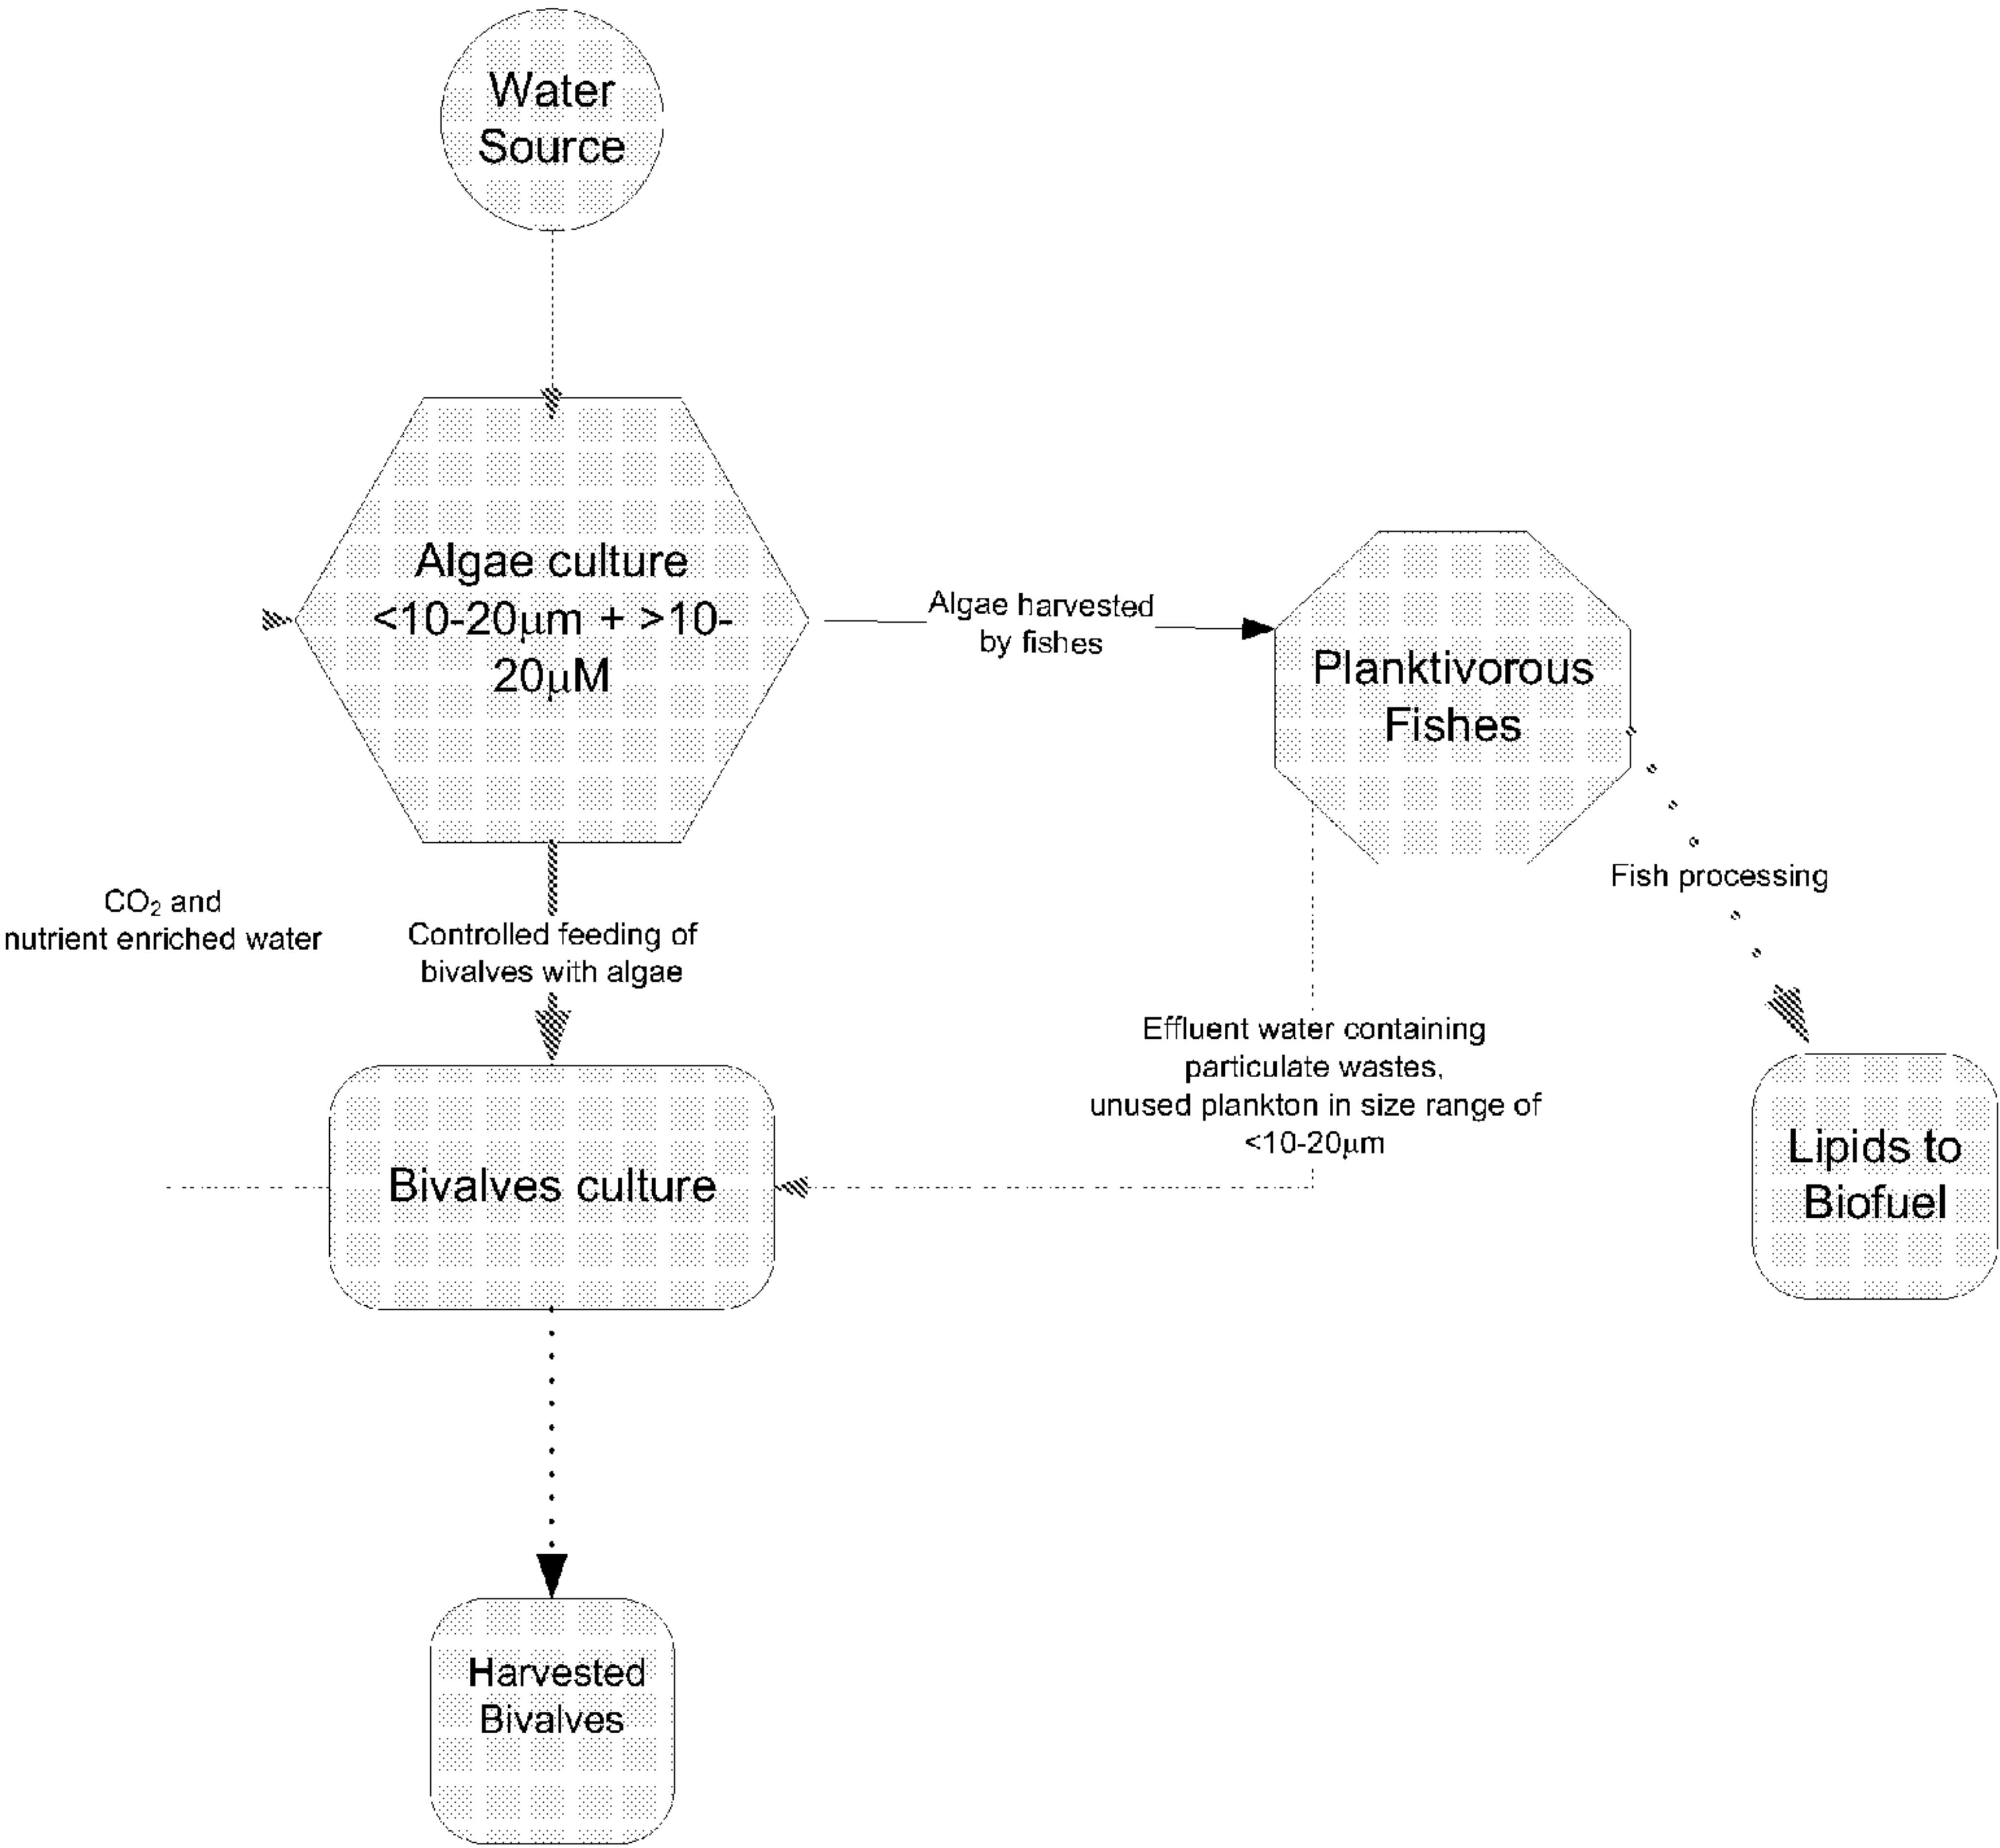 Water
Source
Algae culture
<10-20μm + >10-
20μM
Algae harvested
by fishes
Planktivorous
Fishes
Fish processing
CO₂ and
nutrient enriched water
Controlled feeding of
bivalves with algae
Effluent water containing
particulate wastes,
unused plankton in size range of
<10-20μm
Lipids to
Biofuel
Bivalves culture
Harvested
Bivalves